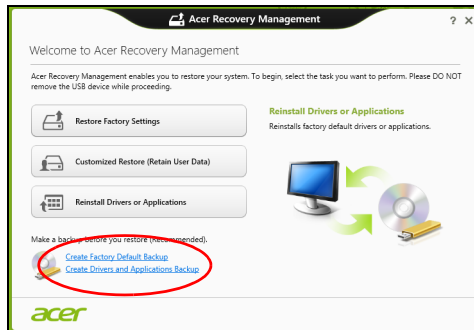 Acer Recovery Management
? X
Welcome to Acer Recovery Management
Acer Recovery Management enables you to restore your system. To begin, select the task you want to perform. Please DO NOT
remove the USB device while proceeding.
Restore Factory Settings
Customized Restore (Retain User Data)
Reinstall Drivers or Applications
Reinstall Drivers or Applications
Reinstalls factory default drivers or applications.
Make a backup before you restore (Recommended).
Create Factory Default Backup
Create Drivers and Applications Backup
acer